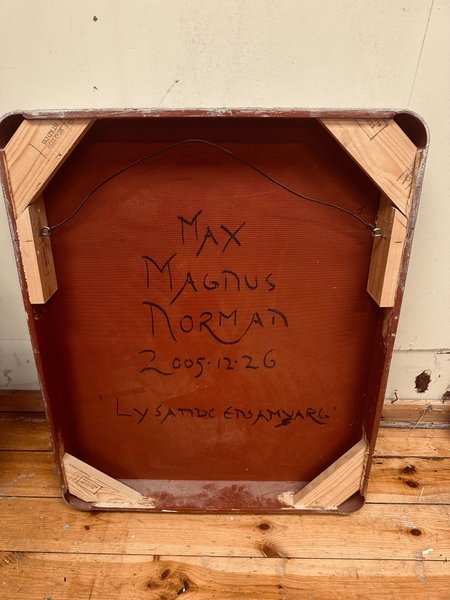 Max
Magnus
Norman
2005.12.26
'Lysande ensamvarg'